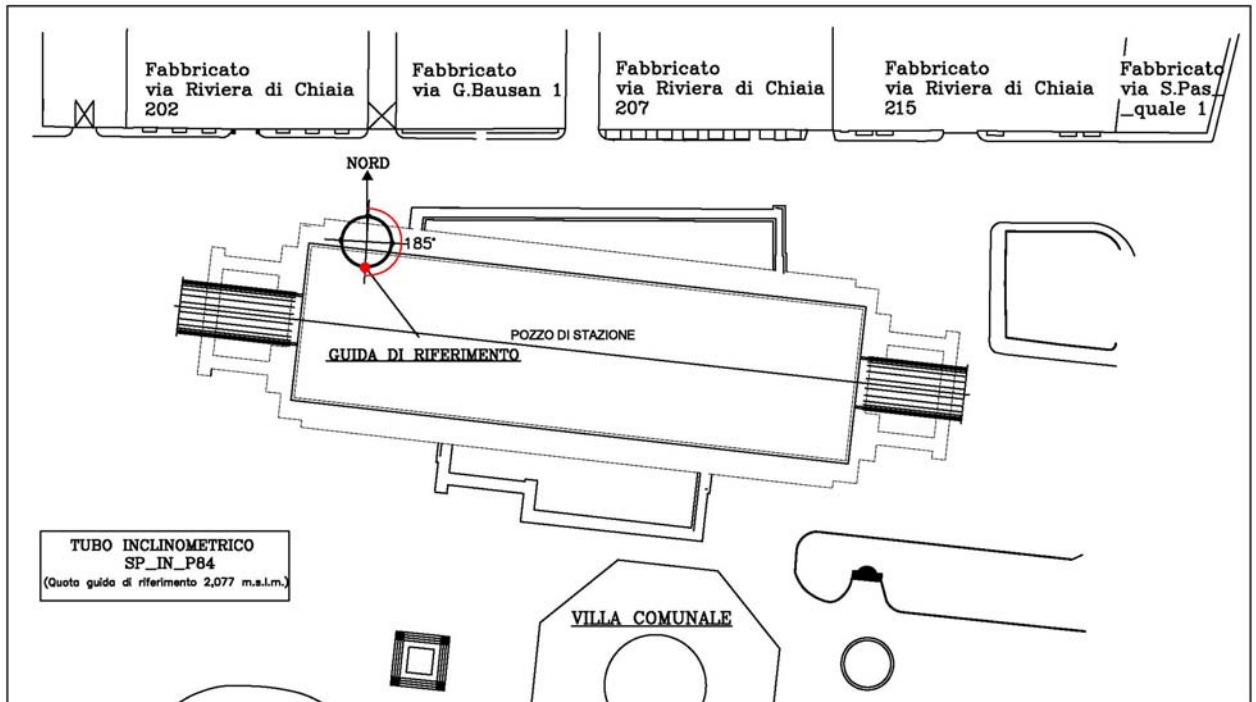 Fabbricato
via Riviera di Chiaia
202
Fabbricato
via G.Bausan 1
Fabbricato
via Riviera di Chiaia
207
Fabbricato
via Riviera di Chiaia
215
Fabbricato
via S.Pas_
_quale 1
NORD
185°
POZZO DI STAZIONE
GUIDA DI RIFERIMENTO
TUBO INCLINOMETRICO
SP_IN_P84
(Quota guida di riferimento 2,077 m.s.l.m.)
VILLA COMUNALE